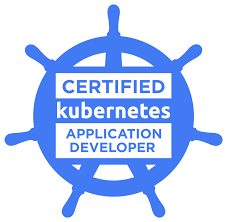 CERTIFIED
kubernetes
APPLICATION
DEVELOPER